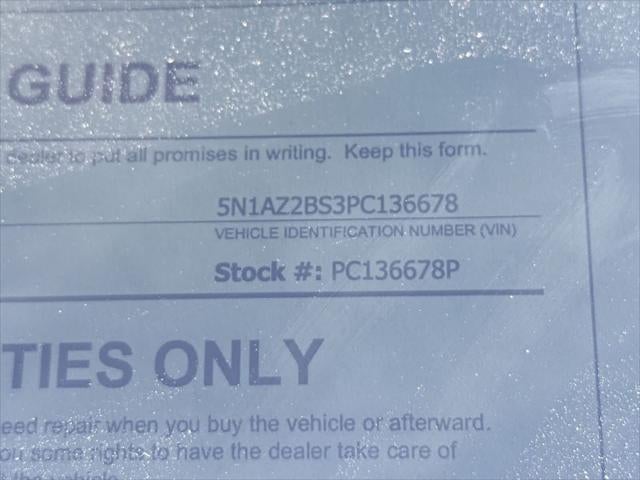 GUIDE
dealer to put all promises in writing. Keep this form.
5N1AZ2BS3PC136678
VEHICLE IDENTIFICATION NUMBER (VIN)
Stock #: PC136678P
TIES ONLY
eed repair when you buy the vehicle or afterward.
ou some rights to have the dealer take care of
the vehicle